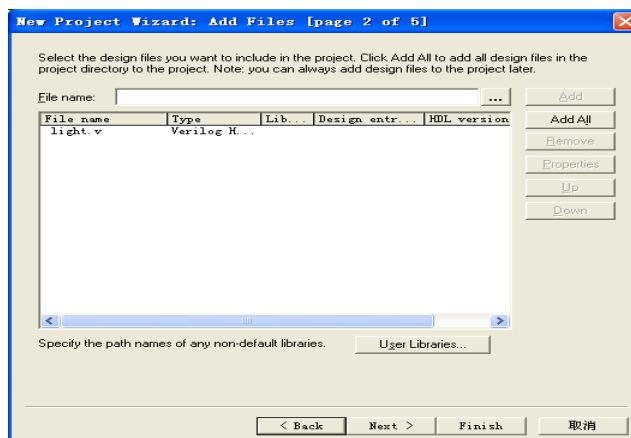 New Project Wizard: Add Files [page 2 of 5]
Select the design files you want to include in the project. Click Add All to add all design files in the
project directory to the project. Note: you can always add design files to the project later.
File name: ... Add
File name Type Lib... Design entr... HDL version Add All
light.v Verilog H...
Remove
Properties
Up
Down
Specify the path names of any non-default libraries. User Libraries...
< Back Next > Finish 取消